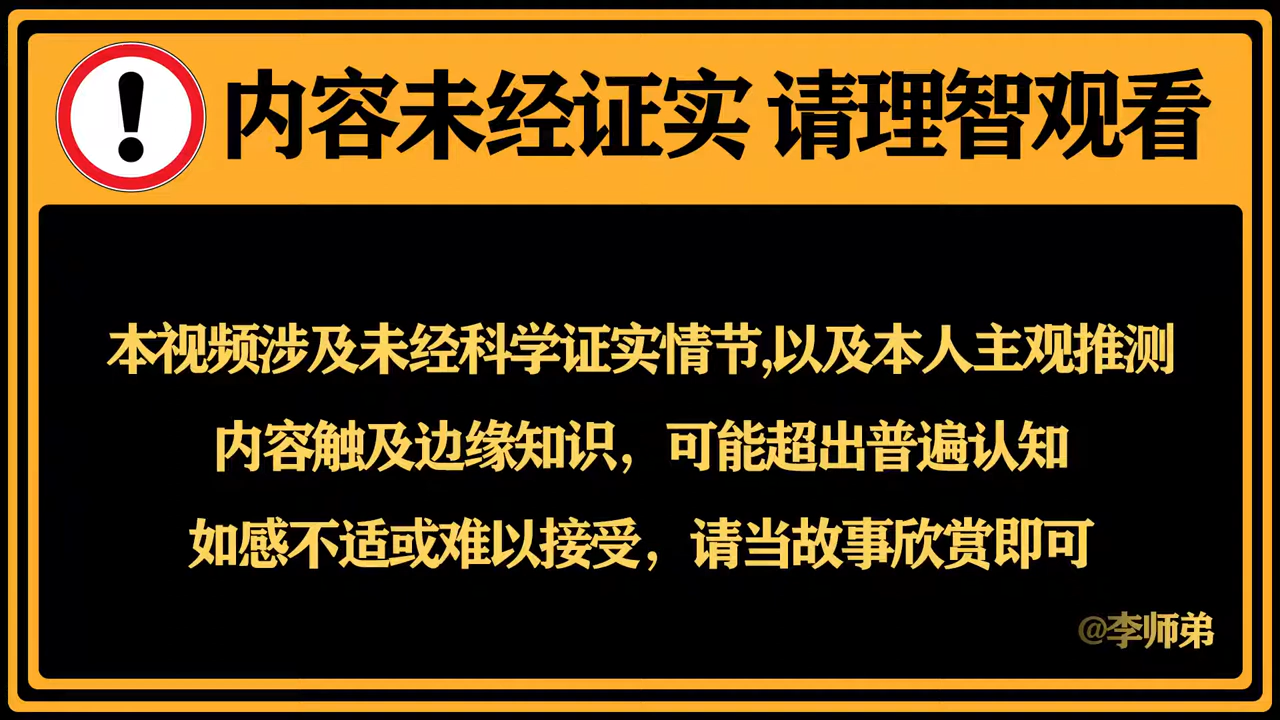 内容未经证实 请理智观看
本视频涉及未经科学证实情节,以及本人主观推测
内容触及边缘知识，可能超出普遍认知
如感不适或难以接受，请当故事欣赏即可
@李师弟